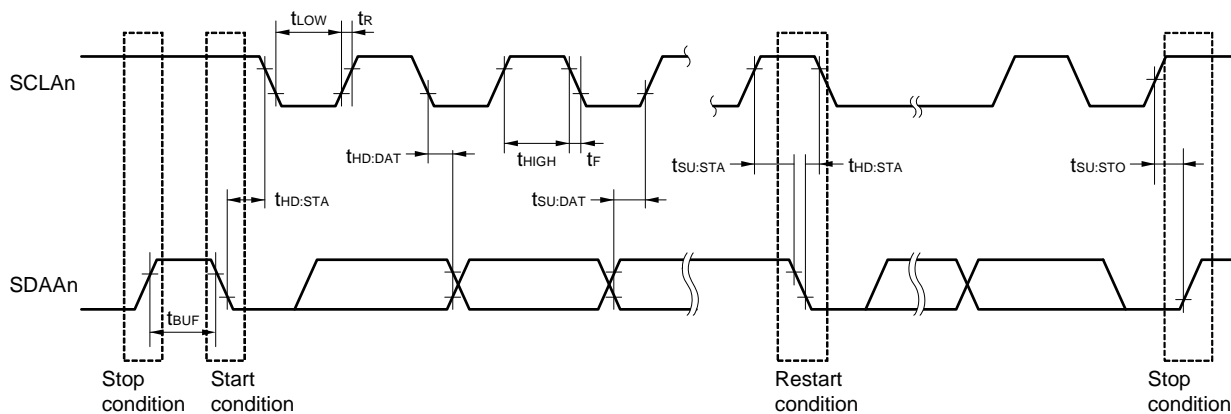 tLOW tR
SCLAn
tHD:DAT tHIGH tF tSU:STA tHD:STA tSU:STO
tHD:STA tSU:DAT
SDAAn
tBUF
Stop condition
Start condition
Restart condition
Stop condition